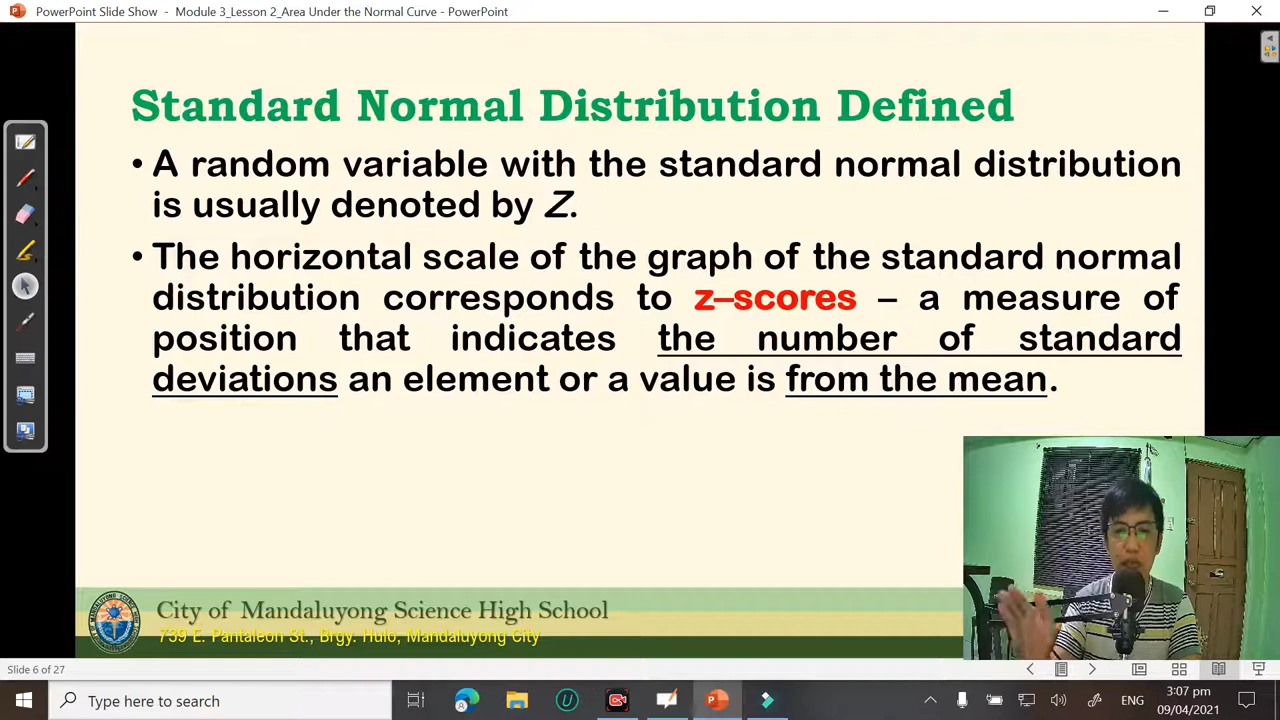 PowerPoint Slide Show - Module 3_Lesson 2_Area Under the Normal Curve - PowerPoint
Standard Normal Distribution Defined
• A random variable with the standard normal distribution
is usually denoted by Z.
• The horizontal scale of the graph of the standard normal
distribution corresponds to z–scores – a measure of
position that indicates the number of standard
deviations an element or a value is from the mean.
City of Mandaluyong Science High School
739 E. Pantaleon St., Brgy. Hulo, Mandaluyong City
Slide 6 of 27
Type here to search
ENG
3:07 pm
09/04/2021